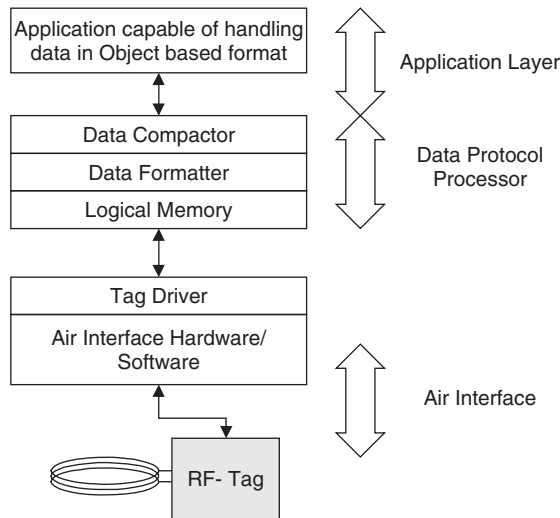 Application capable of handling
data in Object based format
Application Layer
Data Compactor
Data Formatter
Logical Memory
Data Protocol
Processor
Tag Driver
Air Interface Hardware/
Software
Air Interface
RF- Tag